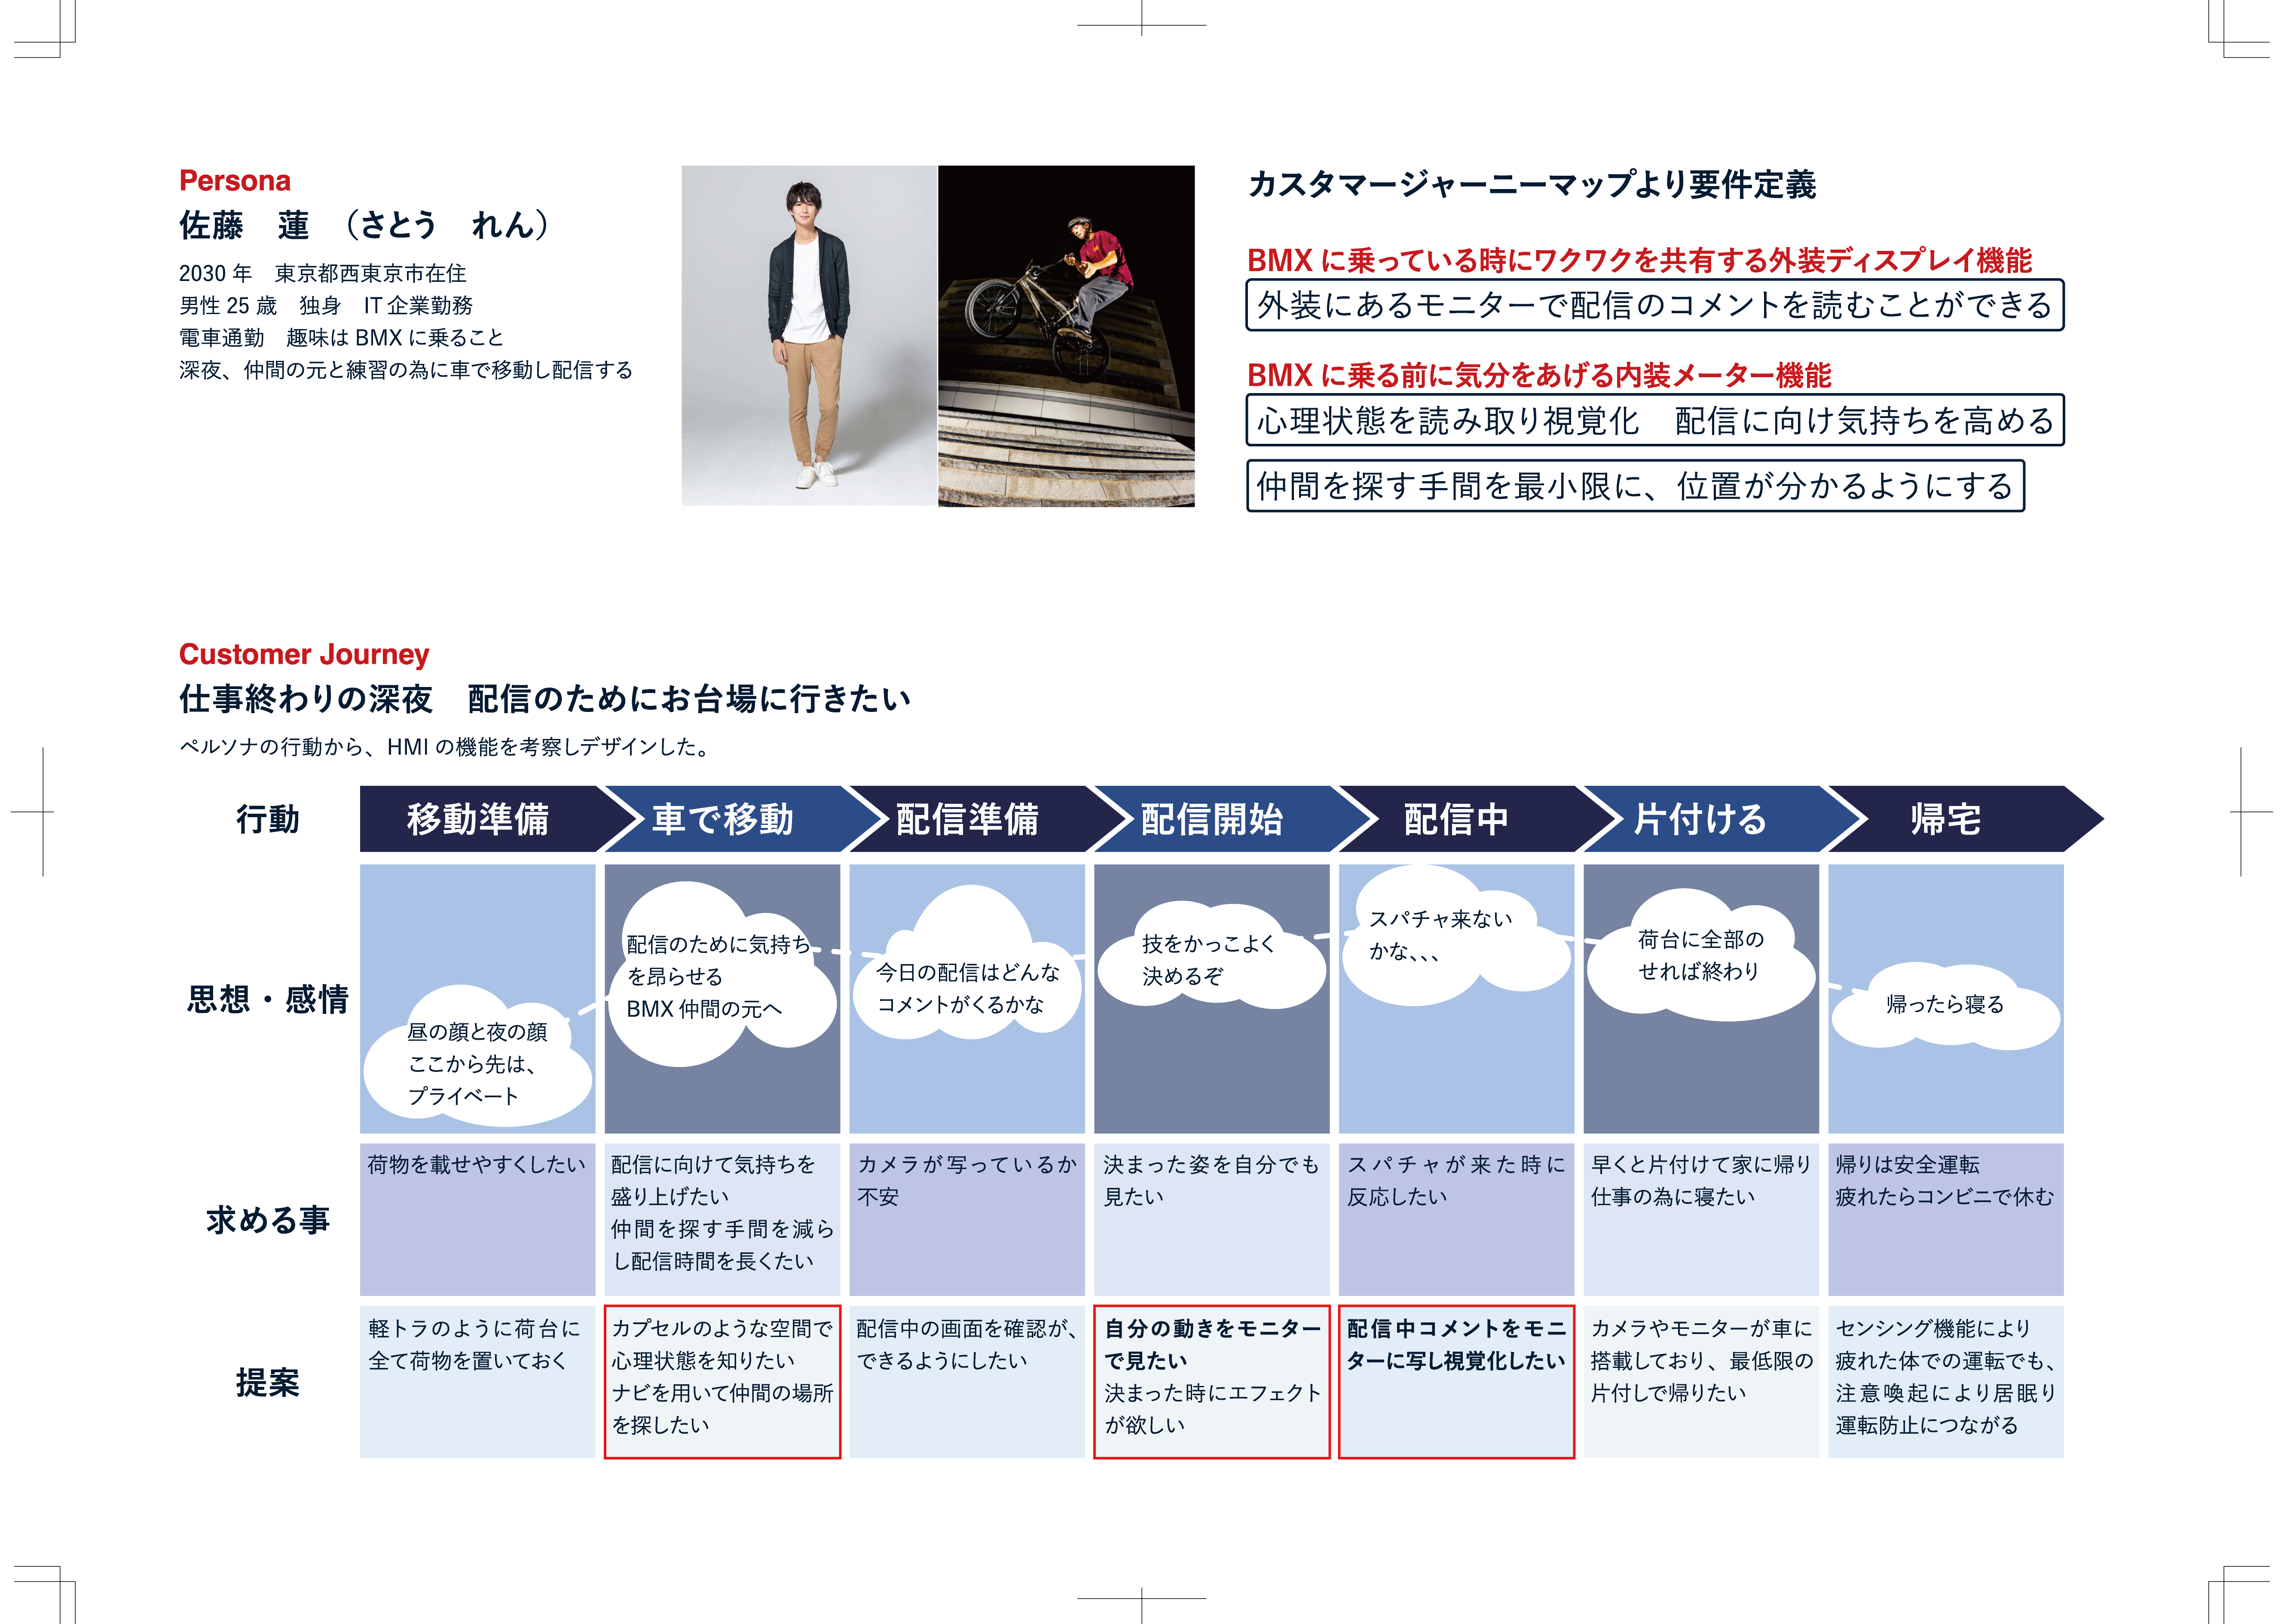 Persona
佐藤　蓮　（さとう　れん）
2030 年　東京都西東京市在住
男性 25 歳　独身　IT 企業勤務
電車通勤　趣味は BMX に乗ること
深夜、仲間の元と練習の為に車で移動し配信する
カスタマージャーニーマップより要件定義
BMX に乗っている時にワクワクを共有する外装ディスプレイ機能
外装にあるモニターで配信のコメントを読むことができる
BMX に乗る前に気分をあげる内装メーター機能
心理状態を読み取り視覚化　配信に向け気持ちを高める
仲間を探す手間を最小限に、位置が分かるようにする
Customer Journey
仕事終わりの深夜　配信のためにお台場に行きたい
ペルソナの行動から、HMI の機能を考察しデザインした。
行動
移動準備
車で移動
配信準備
配信開始
配信中
片付ける
帰宅
思想・感情
昼の顔と夜の顔
ここから先は、
プライベート
配信のために気持ち
を昂らせる
BMX 仲間の元へ
今日の配信はどんな
コメントがくるかな
技をかっこよく
決めるぞ
スパチャ来ない
かな、、、
荷台に全部の
せれば終わり
帰ったら寝る
求める事
荷物を載せやすくしたい
配信に向けて気持ちを
盛り上げたい
仲間を探す手間を減ら
し配信時間を長くたい
カメラが写っているか
不安
決まった姿を自分でも
見たい
スパチャが来た時に
反応したい
早くと片付けて家に帰り
仕事の為に寝たい
帰りは安全運転
疲れたらコンビニで休む
提案
軽トラのように荷台に
全て荷物を置いておく
カプセルのような空間で
心理状態を知りたい
ナビを用いて仲間の場所
を探したい
配信中の画面を確認が、
できるようにしたい
自分の動きをモニター
で見たい
決まった時にエフェクト
が欲しい
配信中コメントをモニ
ターに写し視覚化したい
カメラやモニターが車に
搭載しており、最低限の
片付しで帰りたい
センシング機能により
疲れた体での運転でも、
注意喚起により居眠り
運転防止につながる